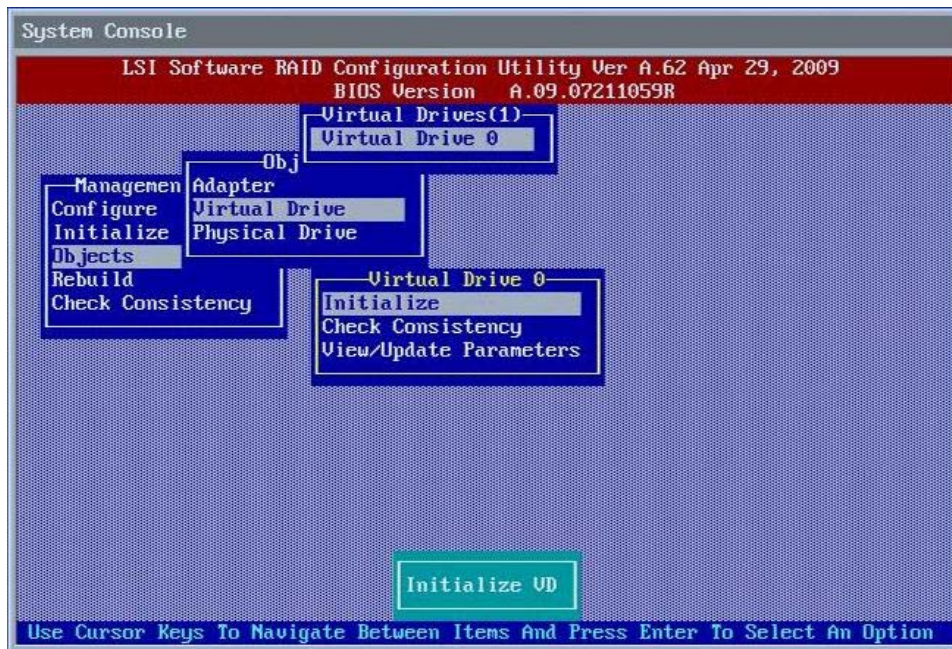 System Console
LSI Software RAID Configuration Utility Ver A.62 Apr 29, 2009
BIOS Version A.09.07211059R
Virtual Drives(1)
Virtual Drive 0
Obj
Adapter
Virtual Drive
Physical Drive
Managemen
Configure
Initialize
Objects
Rebuild
Check Consistency
Virtual Drive 0
Initialize
Check Consistency
View/Update Parameters
Initialize VD
Use Cursor Keys To Navigate Between Items And Press Enter To Select An Option